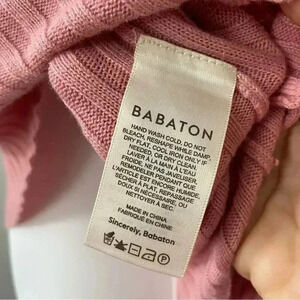 BABATON
HAND WASH COLD. DO NOT
BLEACH, RESHAPE WHILE DAMP.
DRY FLAT. COOL IRON ONLY IF
NEEDED, OR DRY CLEAN
LAVER À LA MAIN À L'EAU
FROIDE, NE PAS JAVELLISER
REMODELER PENDANT QUE
L'ARTICLE EST ENCORE HUMIDE.
SÉCHER À PLAT, REPASSAGE
DOUX SI NÉCESSAIRE, OU
NETTOYER À SEC.
MADE IN CHINA
FABRIQUÉ EN CHINE
Sincerely, Babaton
P